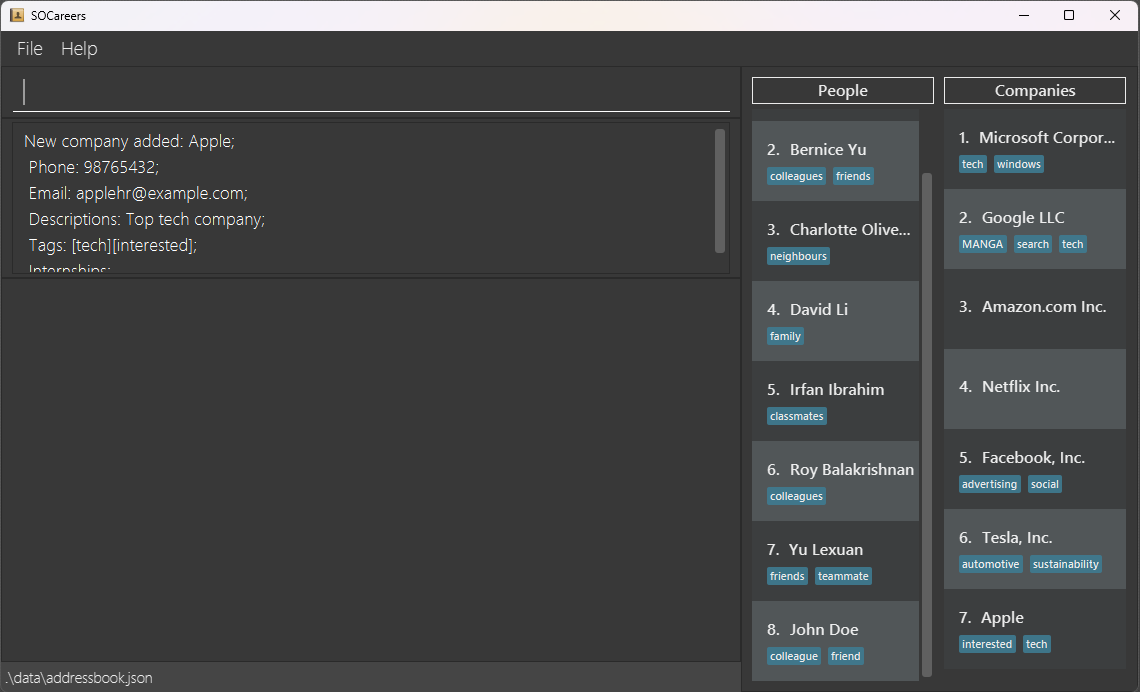 SOCareers
File Help
New company added: Apple;
Phone: 98765432;
Email: applehr@example.com;
Descriptions: Top tech company;
Tags: [tech][interested];
Internships:
.\data\addressbook.json
People
2. Bernice Yu
colleagues friends
3. Charlotte Olive...
neighbours
4. David Li
family
5. Irfan Ibrahim
classmates
6. Roy Balakrishnan
colleagues
7. Yu Lexuan
friends teammate
8. John Doe
colleague friend
Companies
1. Microsoft Corpor...
tech windows
2. Google LLC
MANGA search tech
3. Amazon.com Inc.
4. Netflix Inc.
5. Facebook, Inc.
advertising social
6. Tesla, Inc.
automotive sustainability
7. Apple
interested tech